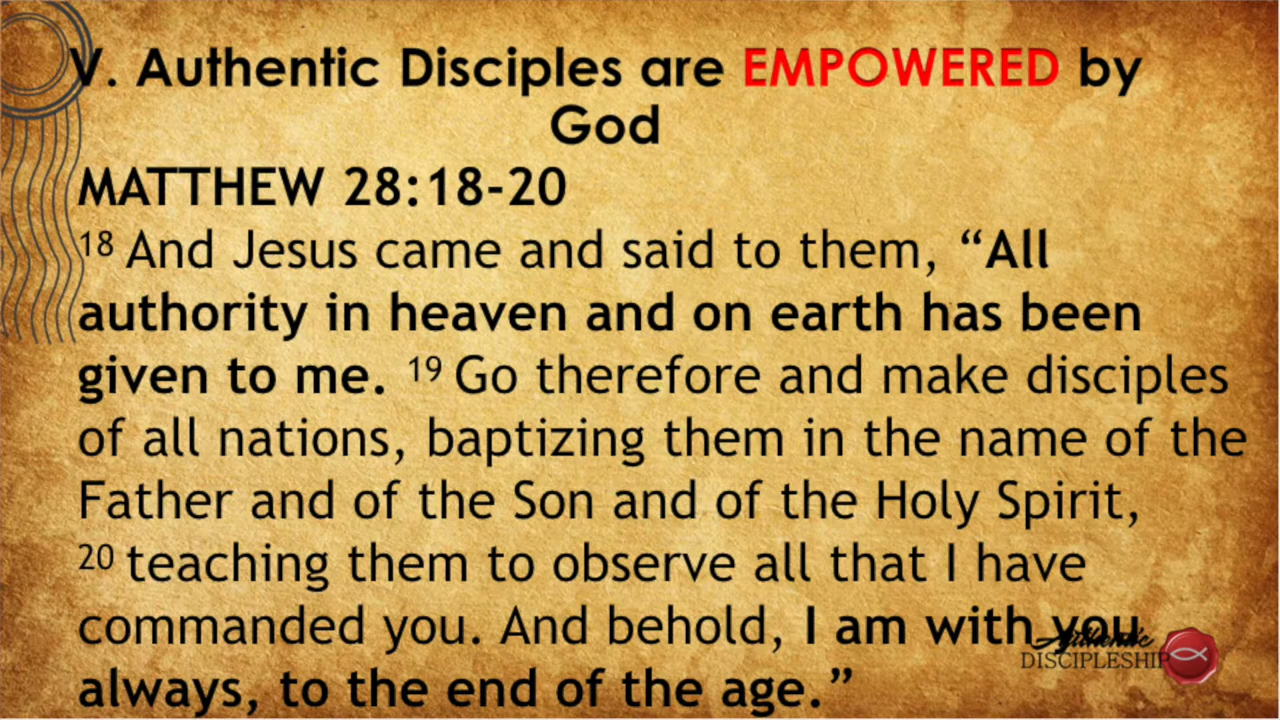 V. Authentic Disciples are EMPOWERED by
God
MATTHEW 28:18-20
18 And Jesus came and said to them, “All
authority in heaven and on earth has been
given to me. 19 Go therefore and make disciples
of all nations, baptizing them in the name of the
Father and of the Son and of the Holy Spirit,
20 teaching them to observe all that I have
commanded you. And behold, I am with you
always, to the end of the age.”
Authentic
DISCIPLESHIP